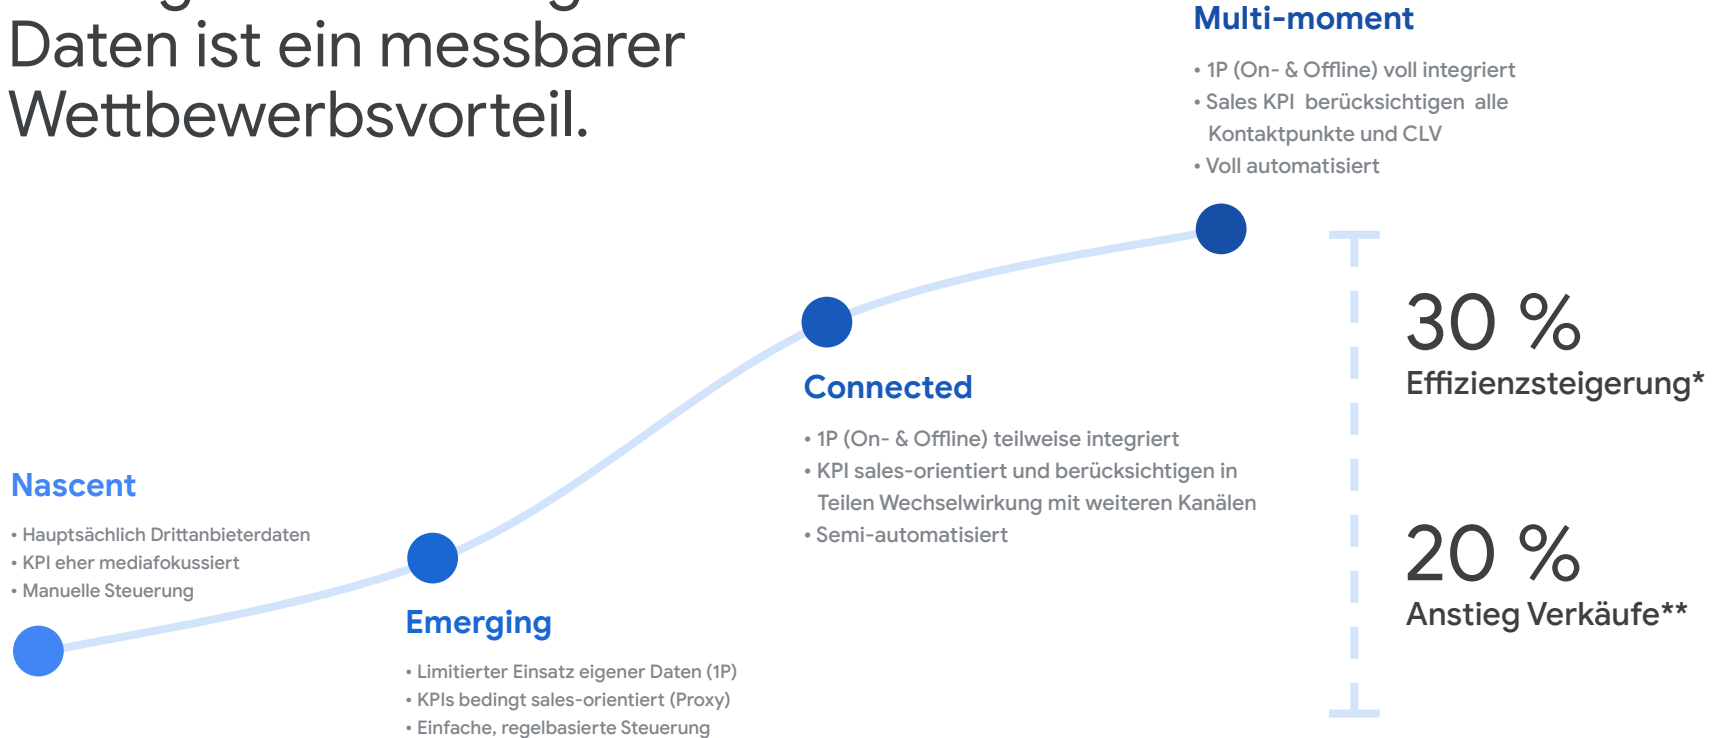 Daten ist ein messbarer
Wettbewerbsvorteil.
Multi-moment
• 1P (On- & Offline) voll integriert
• Sales KPI berücksichtigen alle
Kontaktpunkte und CLV
• Voll automatisiert
30 %
Effizienzsteigerung*
Connected
• 1P (On- & Offline) teilweise integriert
• KPI sales-orientiert und berücksichtigen in
Teilen Wechselwirkung mit weiteren Kanälen
• Semi-automatisiert
Nascent
• Hauptsächlich Drittanbieterdaten
• KPI eher mediafokussiert
• Manuelle Steuerung
20 %
Anstieg Verkäufe**
Emerging
• Limitierter Einsatz eigener Daten (1P)
• KPIs bedingt sales-orientiert (Proxy)
• Einfache, regelbasierte Steuerung